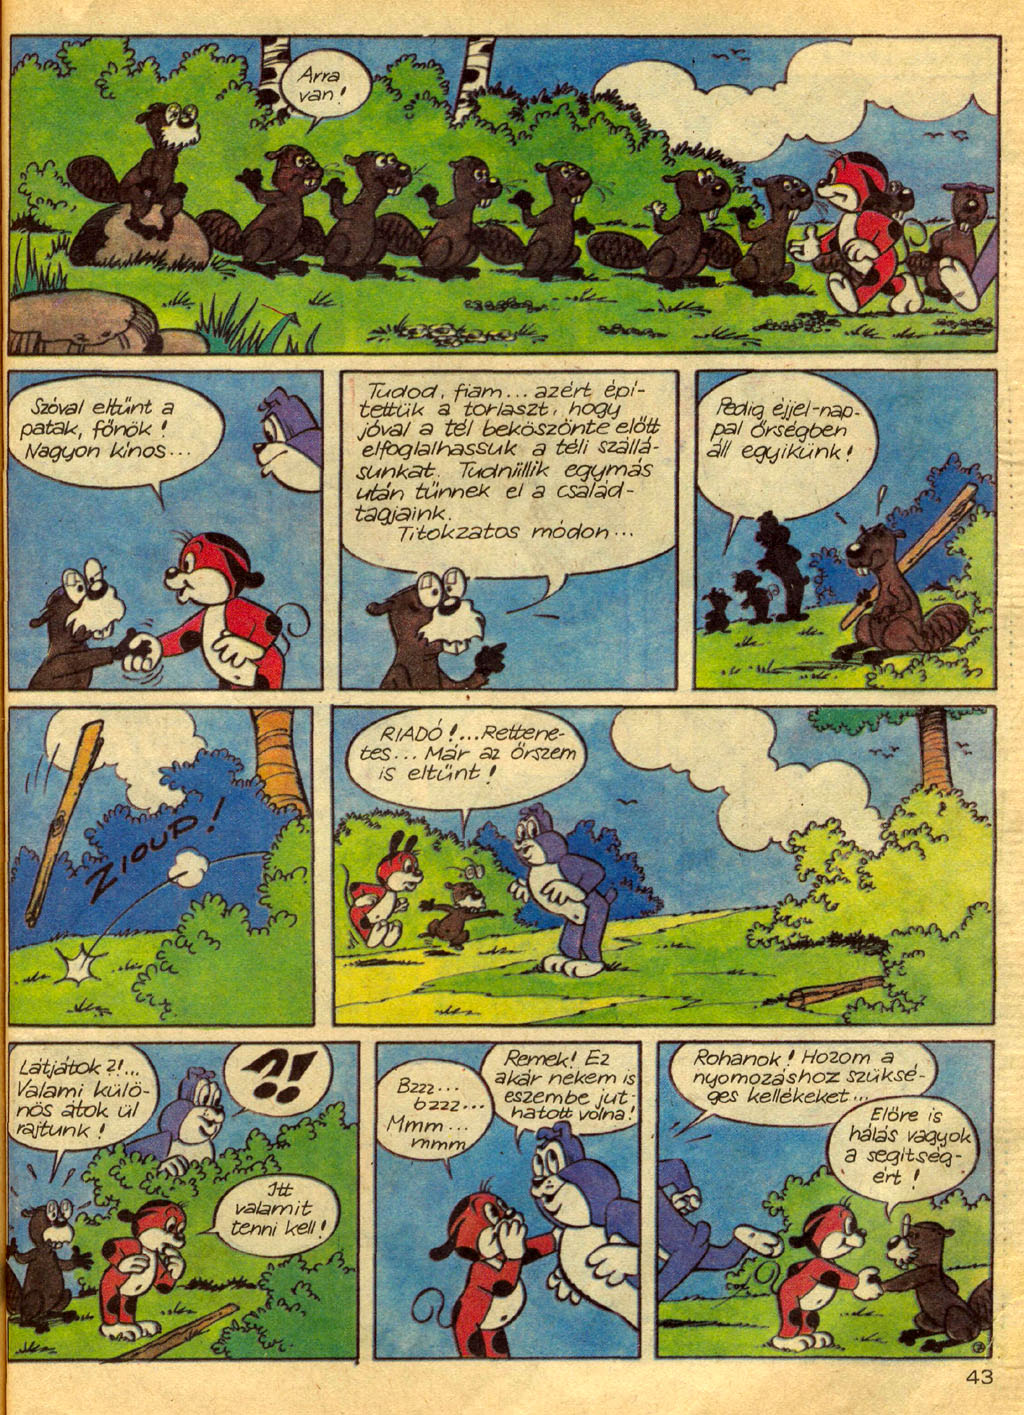 Arra
van!
Szóval eltűnt a
patak, főnök!
Nagyon kínos...
Tudod, fiam... azért épí-
tettük a torlaszt, hogy
jóval a tél beköszönte előtt
elfoglalhassuk a téli szállá-
sunkat. Tudniillik egymás
után tűnnek el a család-
tagjaink.
Titokzatos módon...
Pedig éjjel-nap-
pal őrségben
áll egyikünk!
ZIOUP!
RIADÓ!...Rettene-
tes... Már az őrszem
is eltűnt!
Látjátok?!...
Valami külö-
nös átok ül
rajtunk!
?!
Itt
valamit
tenni kell!
Bzzz...
bzzz...
Mmm...
mmm
Remek! Ez
akár nekem is
eszembe jut-
hatott volna!
Rohanok! Hozom a
nyomozáshoz szüksé-
ges kellékeket...
Előre is
hálás vagyok
a segítség-
ért!
43